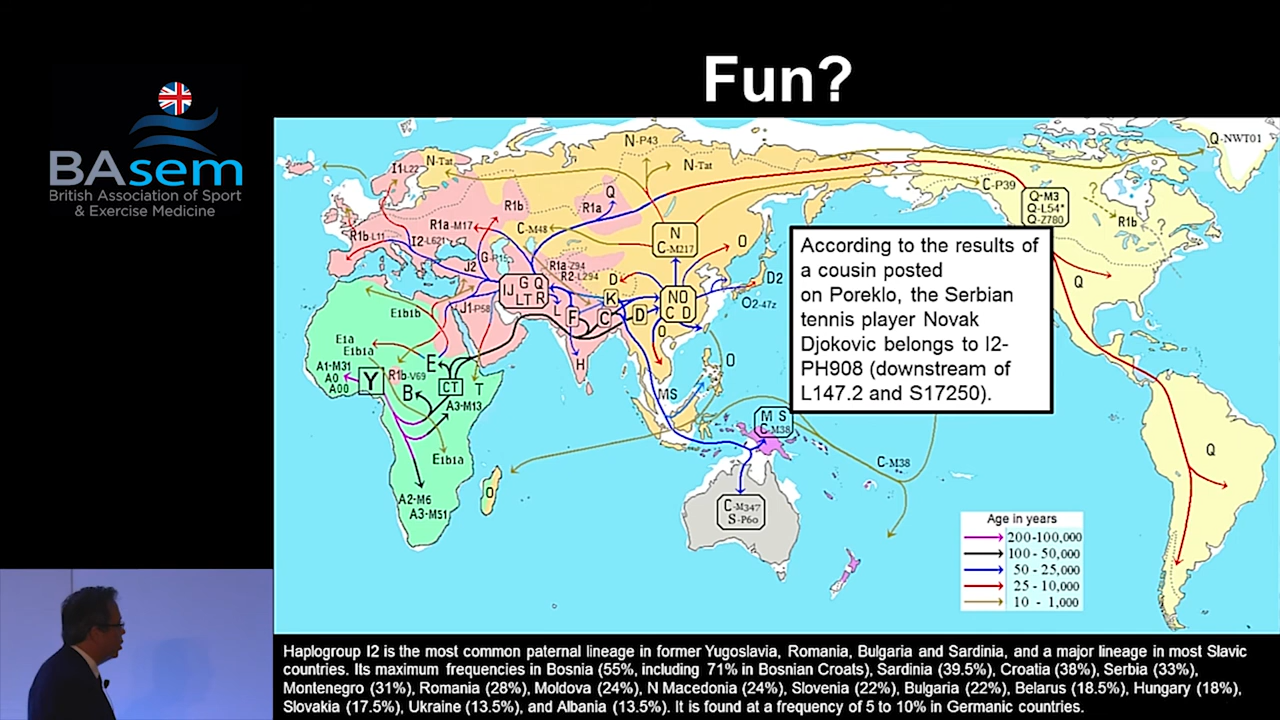 Fun?
BAsem
British Association of Sport
& Exercise Medicine
N-P43
Q-NWT01
I1-L22
N-Tat
N-Tat
C-P39
Q-M3
Q-L54*
Q-Z780
R1b
Q
R1b
R1a
R1a-M17
C-M48
N
C-M217
O
R1b-L11
I2-L621
G-P15
J2
R1a-Z94
R2-L294
D
D2
IJ G Q
LT R
L
K
NO
C D
O2-47z
J1-P58
F
C
D
E1b1b
O
Q
E1a
E1b1a
E
H
O
A1-M31
A0
A00
Y
R1b-V69
B
CT
T
A3-M13
MS
M S
C-M38
E1b1a
C-M38
Q
A2-M6
A3-M51
O
C-M347
S-P60
According to the results of
a cousin posted
on Poreklo, the Serbian
tennis player Novak
Djokovic belongs to I2-
PH908 (downstream of
L147.2 and S17250).
Age in years
200-100,000
100-50,000
50-25,000
25-10,000
10 - 1,000
Haplogroup I2 is the most common paternal lineage in former Yugoslavia, Romania, Bulgaria and Sardinia, and a major lineage in most Slavic
countries. Its maximum frequencies in Bosnia (55%, including 71% in Bosnian Croats), Sardinia (39.5%), Croatia (38%), Serbia (33%),
Montenegro (31%), Romania (28%), Moldova (24%), N Macedonia (24%), Slovenia (22%), Bulgaria (22%), Belarus (18.5%), Hungary (18%),
Slovakia (17.5%), Ukraine (13.5%), and Albania (13.5%). It is found at a frequency of 5 to 10% in Germanic countries.